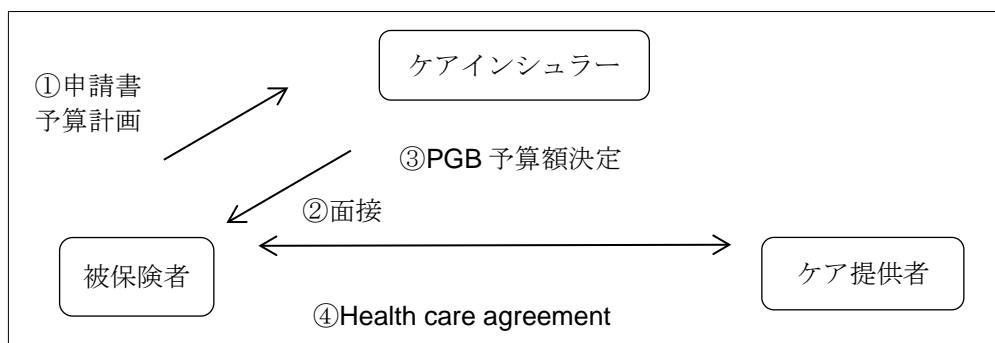 ケアインシュラー
①申請書
予算計画
③PGB 予算額決定
②面接
被保険者
ケア提供者
④Health care agreement